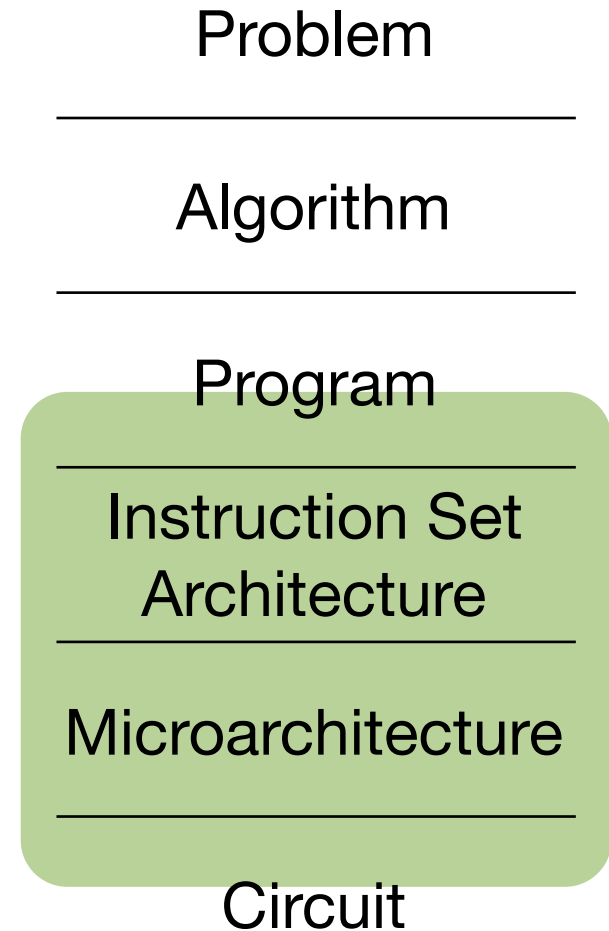 Problem
Algorithm
Program
Instruction Set
Architecture
Microarchitecture
Circuit